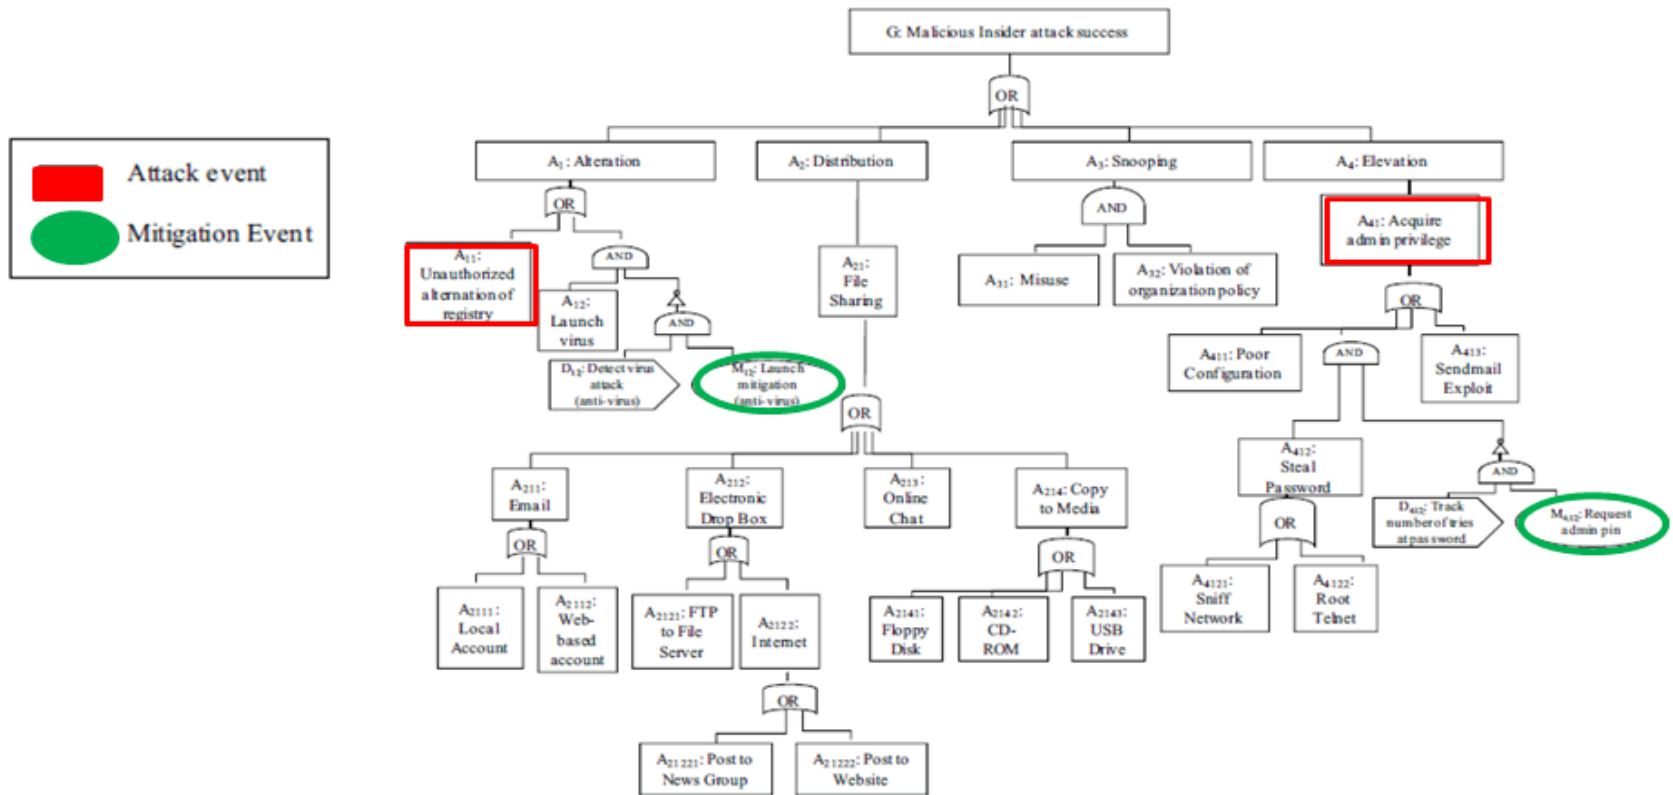 G: Malicious Insider attack success
OR
Attack event
Mitigation Event
A1: Alteration
A2: Distribution
A3: Snooping
A4: Elevation
OR
AND
A11:
Unauthorized
alternation of
registry
AND
A12:
Launch
virus
AND
D12: Detect virus
attack
(anti-virus)
M12: Launch
mitigation
(anti-virus)
A21:
File
Sharing
A31: Misuse
A32: Violation of
organization policy
A41: Acquire
admin privilege
OR
A411: Poor
Configuration
AND
A413:
Sendmail
Exploit
OR
A211:
Email
A212:
Electronic
Drop Box
A213:
Online
Chat
A214: Copy
to Media
A412:
Steal
Password
AND
D412: Track
number of tries
at password
M412: Request
admin pin
OR
OR
OR
OR
A2111:
Local
Account
A2112:
Web-
based
account
A2121: FTP
to File
Server
A2122:
Internet
A2141:
Floppy
Disk
A2142:
CD-
ROM
A2143:
USB
Drive
A4121:
Sniff
Network
A4122:
Root
Telnet
OR
A21221: Post to
News Group
A21222: Post to
Website